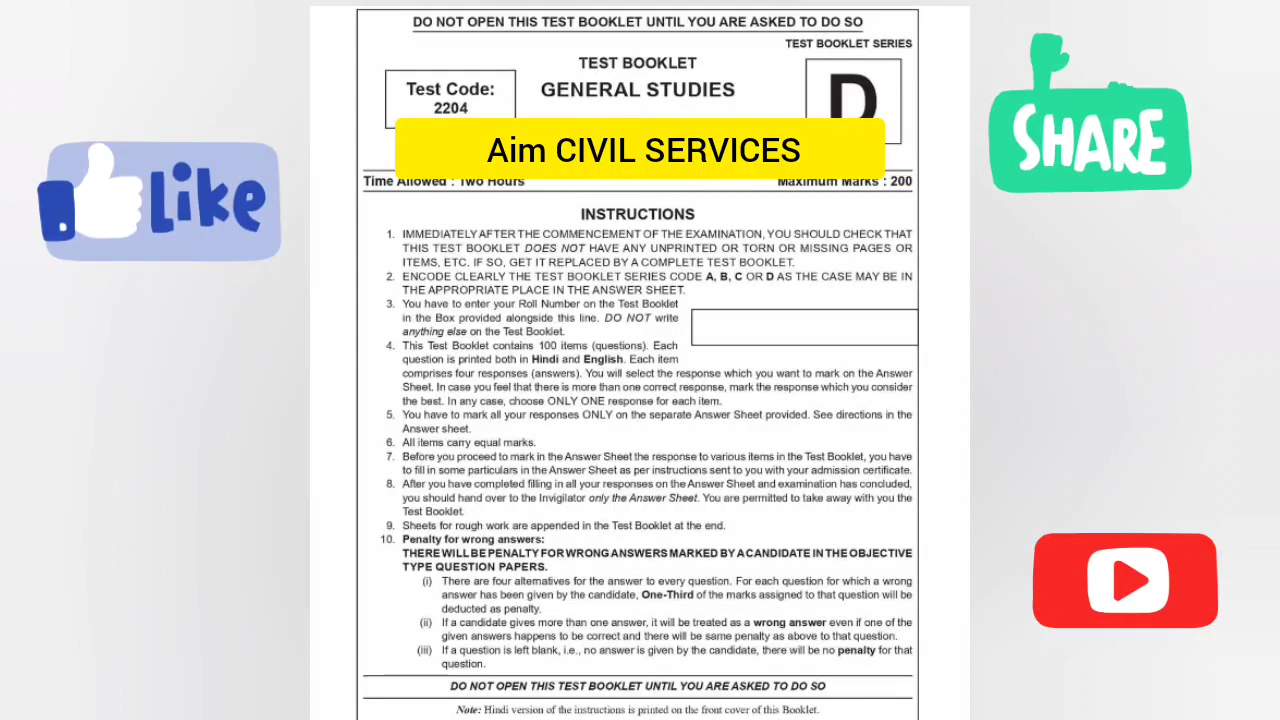 DO NOT OPEN THIS TEST BOOKLET UNTIL YOU ARE ASKED TO DO SO
TEST BOOKLET SERIES
TEST BOOKLET
Test Code:
2204
GENERAL STUDIES
D
Aim CIVIL SERVICES
Time Allowed : Two Hours
Maximum Marks : 200
INSTRUCTIONS
1. IMMEDIATELY AFTER THE COMMENCEMENT OF THE EXAMINATION, YOU SHOULD CHECK THAT
THIS TEST BOOKLET DOES NOT HAVE ANY UNPRINTED OR TORN OR MISSING PAGES OR
ITEMS, ETC. IF SO, GET IT REPLACED BY A COMPLETE TEST BOOKLET.
2. ENCODE CLEARLY THE TEST BOOKLET SERIES CODE A, B, C OR D AS THE CASE MAY BE IN
THE APPROPRIATE PLACE IN THE ANSWER SHEET.
3. You have to enter your Roll Number on the Test Booklet
in the Box provided alongside this line. DO NOT write
anything else on the Test Booklet.
4. This Test Booklet contains 100 items (questions). Each
question is printed both in Hindi and English. Each item
comprises four responses (answers). You will select the response which you want to mark on the Answer
Sheet. In case you feel that there is more than one correct response, mark the response which you consider
the best. In any case, choose ONLY ONE response for each item.
5. You have to mark all your responses ONLY on the separate Answer Sheet provided. See directions in the
Answer sheet.
6. All items carry equal marks.
7. Before you proceed to mark in the Answer Sheet the response to various items in the Test Booklet, you have
to fill in some particulars in the Answer Sheet as per instructions sent to you with your admission certificate.
8. After you have completed filling in all your responses on the Answer Sheet and examination has concluded,
you should hand over to the Invigilator only the Answer Sheet. You are permitted to take away with you the
Test Booklet.
9. Sheets for rough work are appended in the Test Booklet at the end.
10. Penalty for wrong answers:
THERE WILL BE PENALTY FOR WRONG ANSWERS MARKED BY A CANDIDATE IN THE OBJECTIVE
TYPE QUESTION PAPERS.
(i) There are four alternatives for the answer to every question. For each question for which a wrong
answer has been given by the candidate, One-Third of the marks assigned to that question will be
deducted as penalty.
(ii) If a candidate gives more than one answer, it will be treated as a wrong answer even if one of the
given answers happens to be correct and there will be same penalty as above to that question.
(iii) If a question is left blank, i.e., no answer is given by the candidate, there will be no penalty for that
question.
DO NOT OPEN THIS TEST BOOKLET UNTIL YOU ARE ASKED TO DO SO
Note: Hindi version of the instructions is printed on the front cover of this Booklet.
Like
SHARE